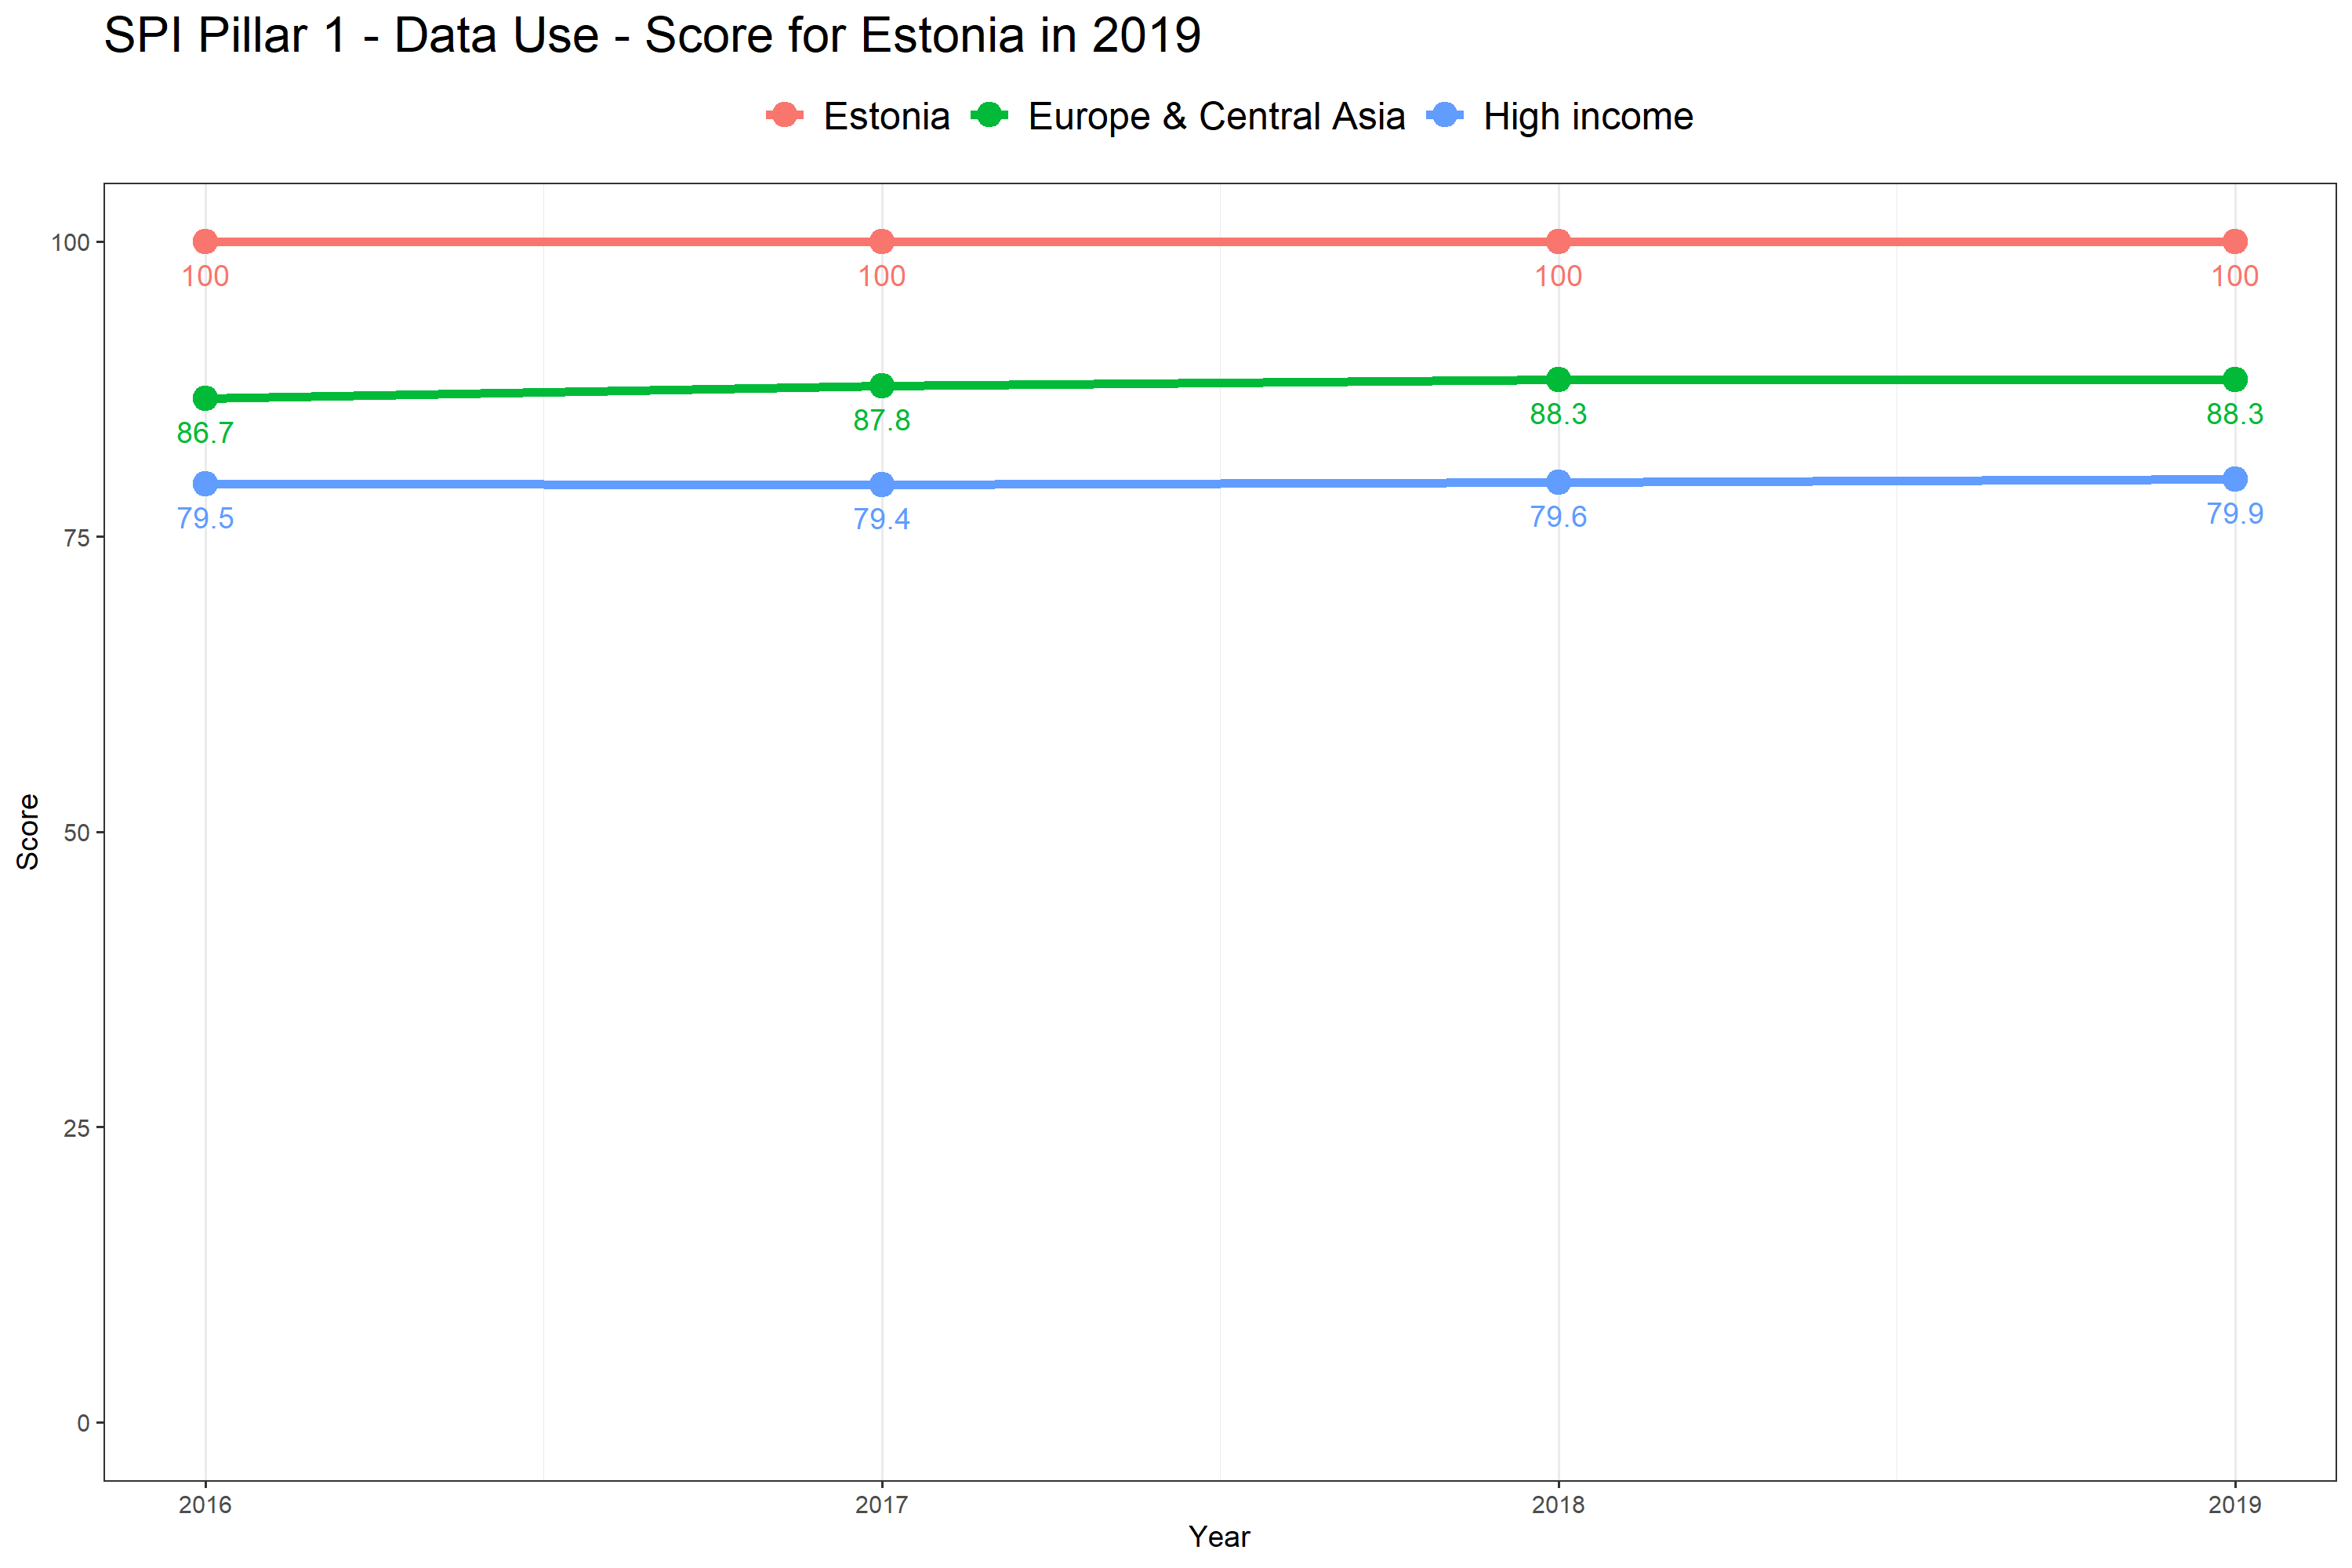 SPI Pillar 1 - Data Use - Score for Estonia in 2019
Estonia Europe & Central Asia High income
100
100 100 100 100
86.7 87.8 88.3 88.3
79.5 79.4 79.6 79.9
75
50
Score
25
0
2016 2017 2018 2019
Year